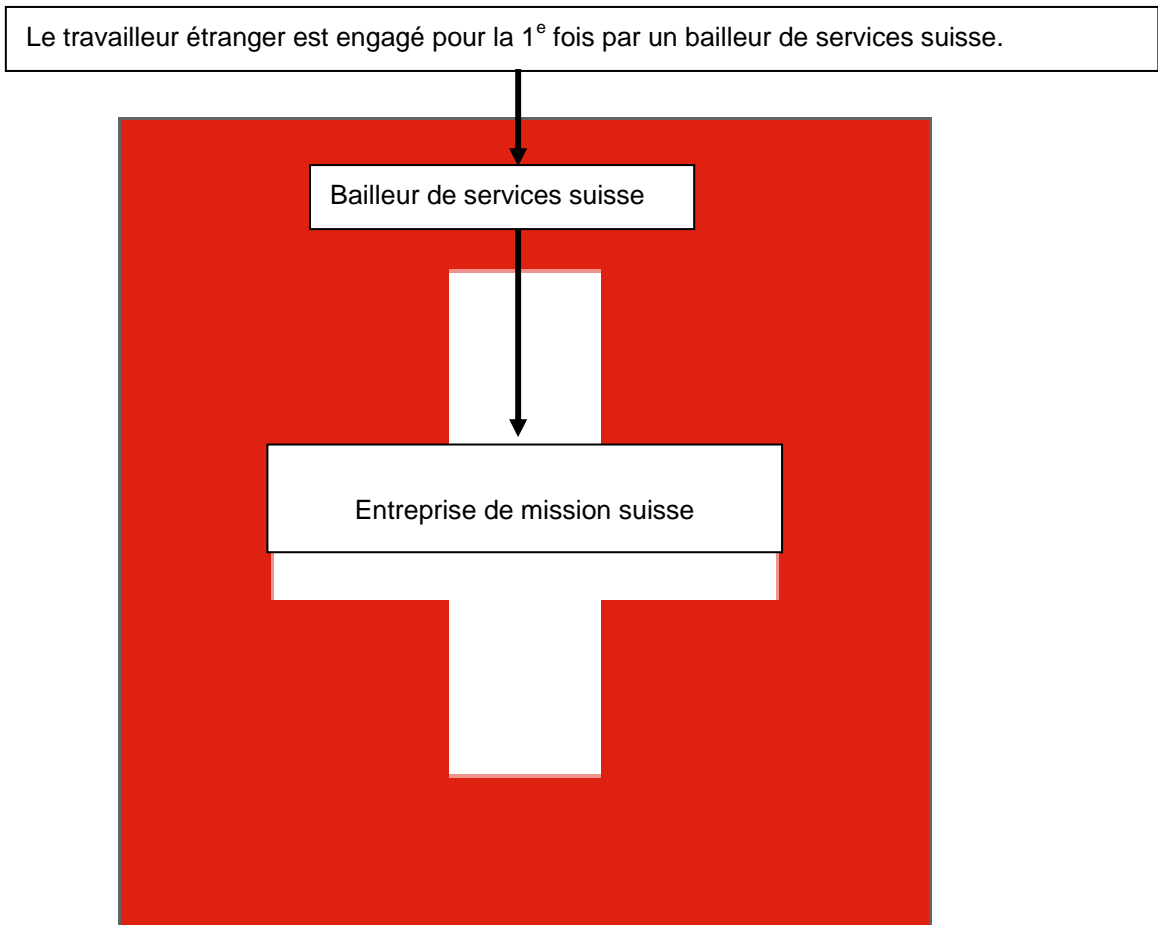 Le travailleur étranger est engagé pour la 1e fois par un bailleur de services suisse.
Bailleur de services suisse
Entreprise de mission suisse